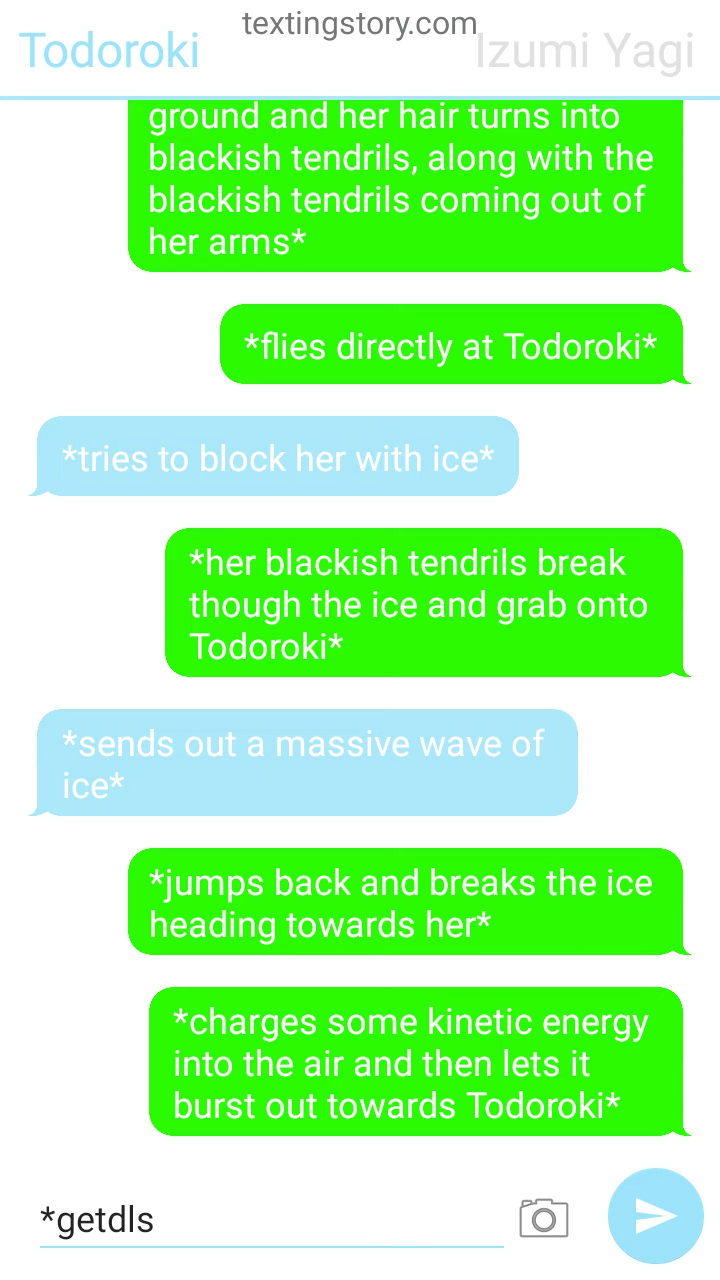 textingstory.com
Todoroki
Izumi Yagi
ground and her hair turns into
blackish tendrils, along with the
blackish tendrils coming out of
her arms*
*flies directly at Todoroki*
*tries to block her with ice*
*her blackish tendrils break
though the ice and grab onto
Todoroki*
*sends out a massive wave of
ice*
*jumps back and breaks the ice
heading towards her*
*charges some kinetic energy
into the air and then lets it
burst out towards Todoroki*
*getdls